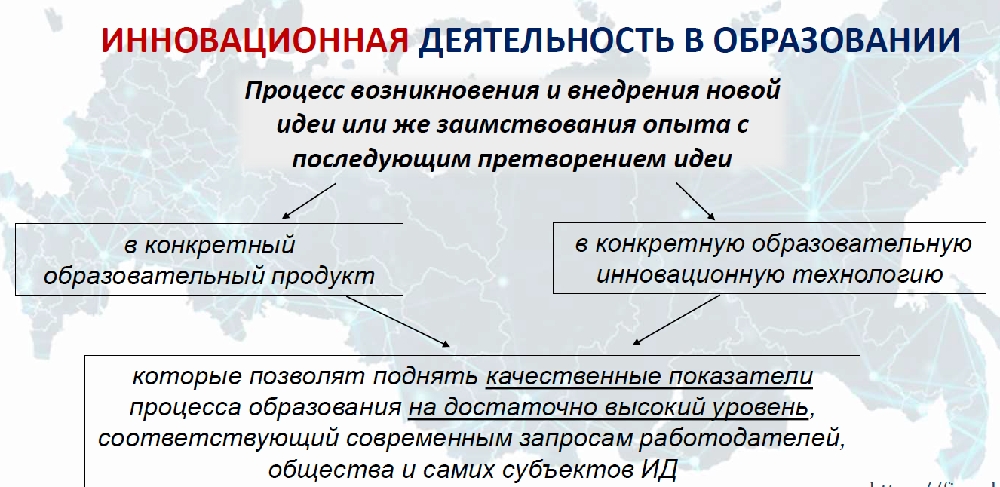 ИННОВАЦИОННАЯ ДЕЯТЕЛЬНОСТЬ В ОБРАЗОВАНИИ
Процесс возникновения и внедрения новой
идеи или же заимствования опыта с
последующим претворением идеи
в конкретный
образовательный продукт
в конкретную образовательную
инновационную технологию
которые позволят поднять качественные показатели
процесса образования на достаточно высокий уровень,
соответствующий современным запросам работодателей,
общества и самих субъектов ИД